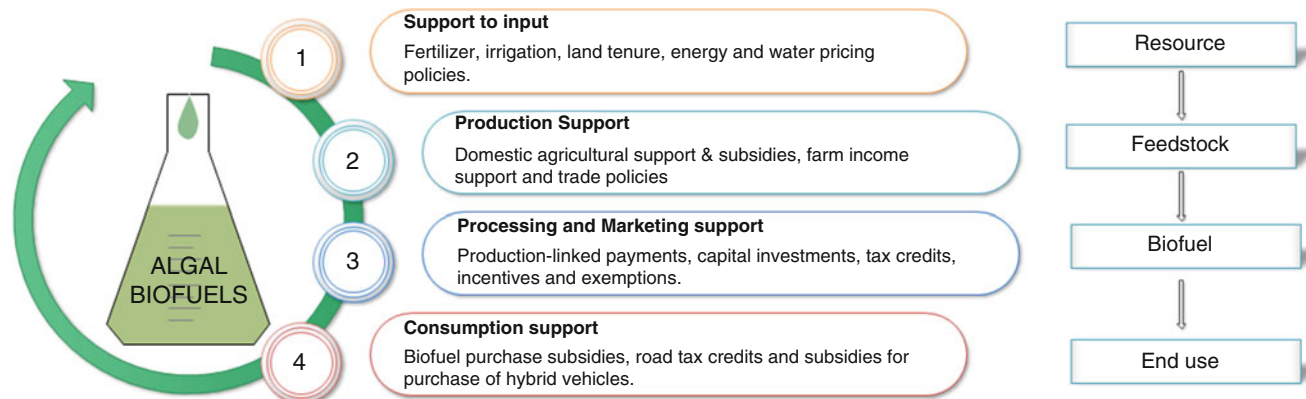 1
Support to input
Fertilizer, irrigation, land tenure, energy and water pricing
policies.
2
Production Support
Domestic agricultural support & subsidies, farm income
support and trade policies
3
Processing and Marketing support
Production-linked payments, capital investments, tax credits,
incentives and exemptions.
4
Consumption support
Biofuel purchase subsidies, road tax credits and subsidies for
purchase of hybrid vehicles.
ALGAL
BIOFUELS
Resource
Feedstock
Biofuel
End use